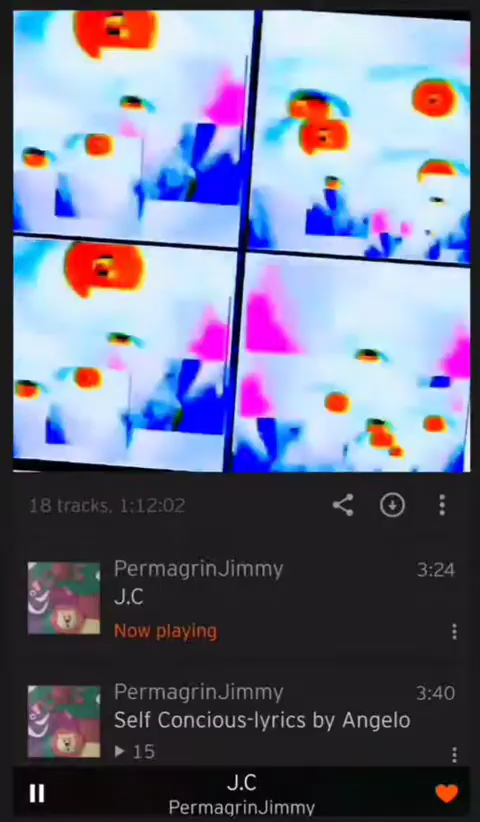 18 tracks, 1:12:02
PermagrinJimmy 3:24
J.C
Now playing
PermagrinJimmy 3:40
Self Concious-lyrics by Angelo
15
J.C
PermagrinJimmy